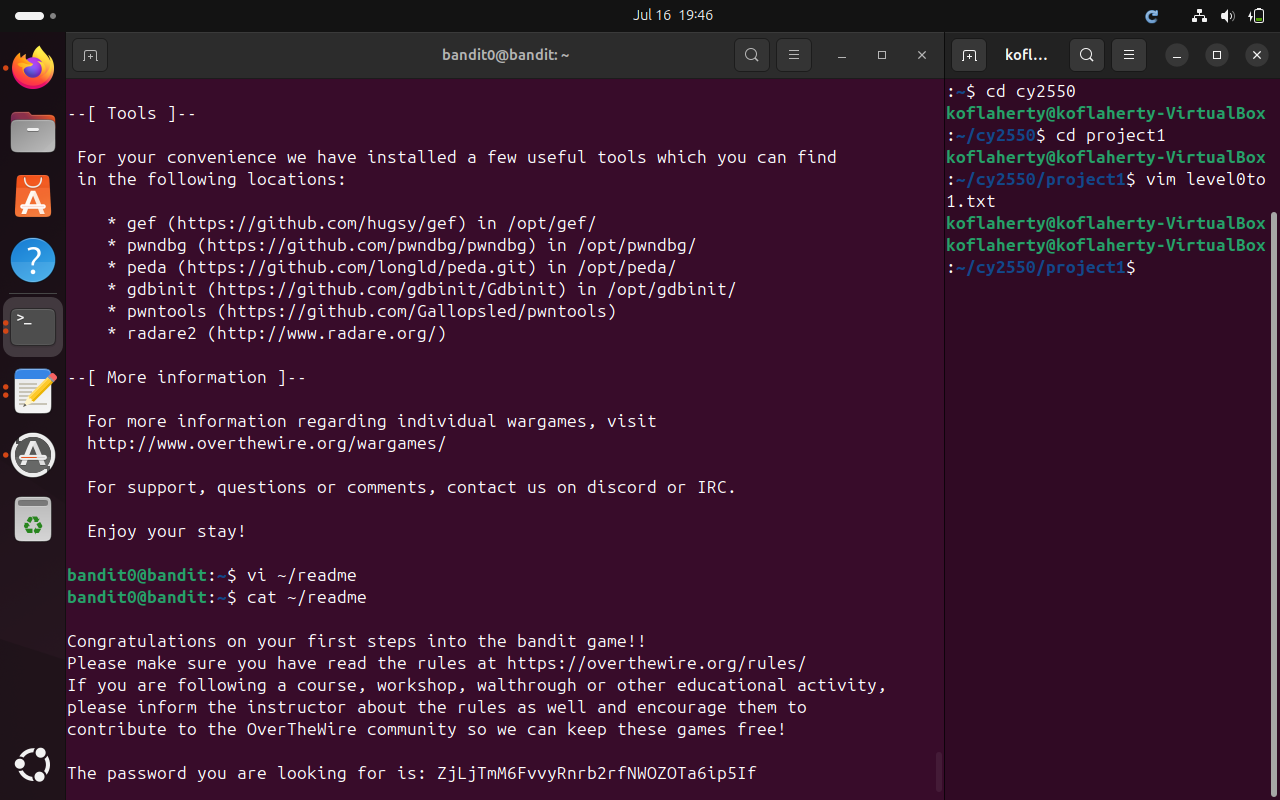 Jul 16 19:46
bandit0@bandit: ~
--[ Tools ]--
For your convenience we have installed a few useful tools which you can find
in the following locations:
* gef (https://github.com/hugsy/gef) in /opt/gef/
* pwndbg (https://github.com/pwndbg/pwndbg) in /opt/pwndbg/
* peda (https://github.com/longld/peda.git) in /opt/peda/
* gdbinit (https://github.com/gdbinit/Gdbinit) in /opt/gdbinit/
* pwntools (https://github.com/Gallopsled/pwntools)
* radare2 (http://www.radare.org/)
--[ More information ]--
For more information regarding individual wargames, visit
http://www.overthewire.org/wargames/
For support, questions or comments, contact us on discord or IRC.
Enjoy your stay!
bandit0@bandit:~$ vi ~/readme
bandit0@bandit:~$ cat ~/readme
Congratulations on your first steps into the bandit game!!
Please make sure you have read the rules at https://overthewire.org/rules/
If you are following a course, workshop, walthrough or other educational activity,
please inform the instructor about the rules as well and encourage them to
contribute to the OverTheWire community so we can keep these games free!
The password you are looking for is: ZjLjTmM6FvvyRnrb2rfNWOZOTa6ip5If
kofl...
:~$ cd cy2550
koflaherty@koflaherty-VirtualBox
:~/cy2550$ cd project1
koflaherty@koflaherty-VirtualBox
:~/cy2550/project1$ vim level0to
1.txt
koflaherty@koflaherty-VirtualBox
koflaherty@koflaherty-VirtualBox
:~/cy2550/project1$